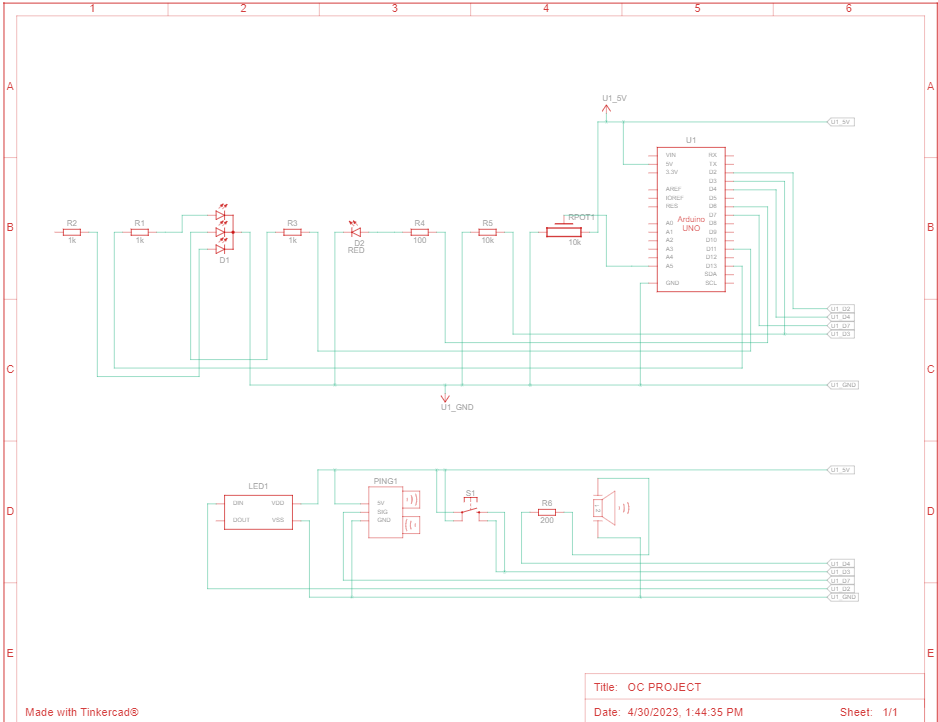 1 2 3 4 5 6
A A
U1_5V
U1_5V
U1
VIN RX
5V TX
3.3V D2
D3
AREF D4
IOREF D5
RES D6
D7
A0 D8
A1 D9
A2 D10
A3 D11
A4 D12
A5 D13
SDA
GND SCL
Arduino
UNO
B B
R2 R1 R3 R4 R5 RPOT1
1k 1k 1k 100 10k 10k
D1
D2
RED
U1_D2
U1_D4
U1_D7
U1_D3
C C
U1_GND
U1_GND
U1_5V
LED1
DIN VDD
DOUT VSS
PING1
5V
SIG
GND
S1
R6
200
D D
U1_D4
U1_D3
U1_D7
U1_D2
U1_GND
E E
Title: OC PROJECT
Made with Tinkercad®
Date: 4/30/2023, 1:44:35 PM Sheet: 1/1